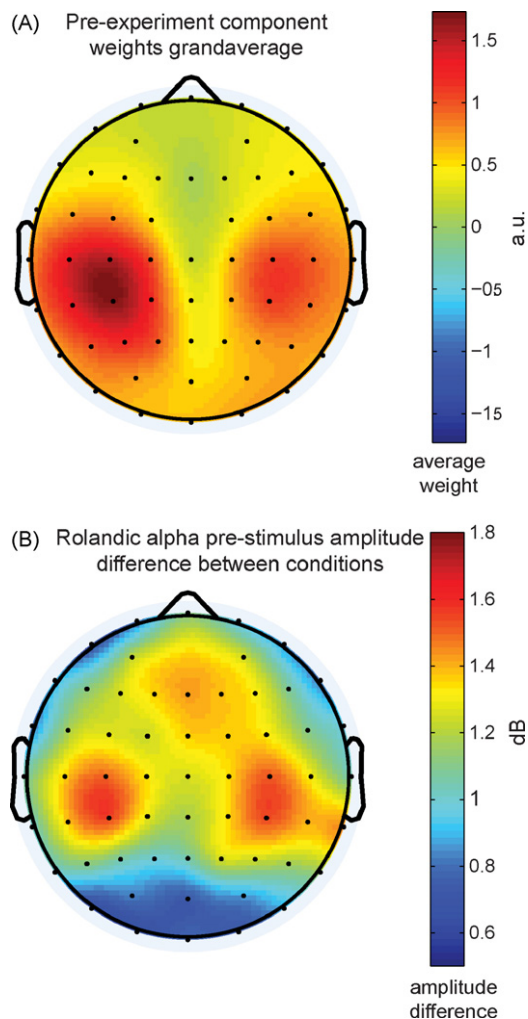 (A) Pre-experiment component
weights grandaverage
1.5
1
0.5
0
−05
−1
−15
a.u.
average
weight
(B) Rolandic alpha pre-stimulus amplitude
difference between conditions
1.8
1.6
1.4
1.2
1
0.8
0.6
dB
amplitude
difference